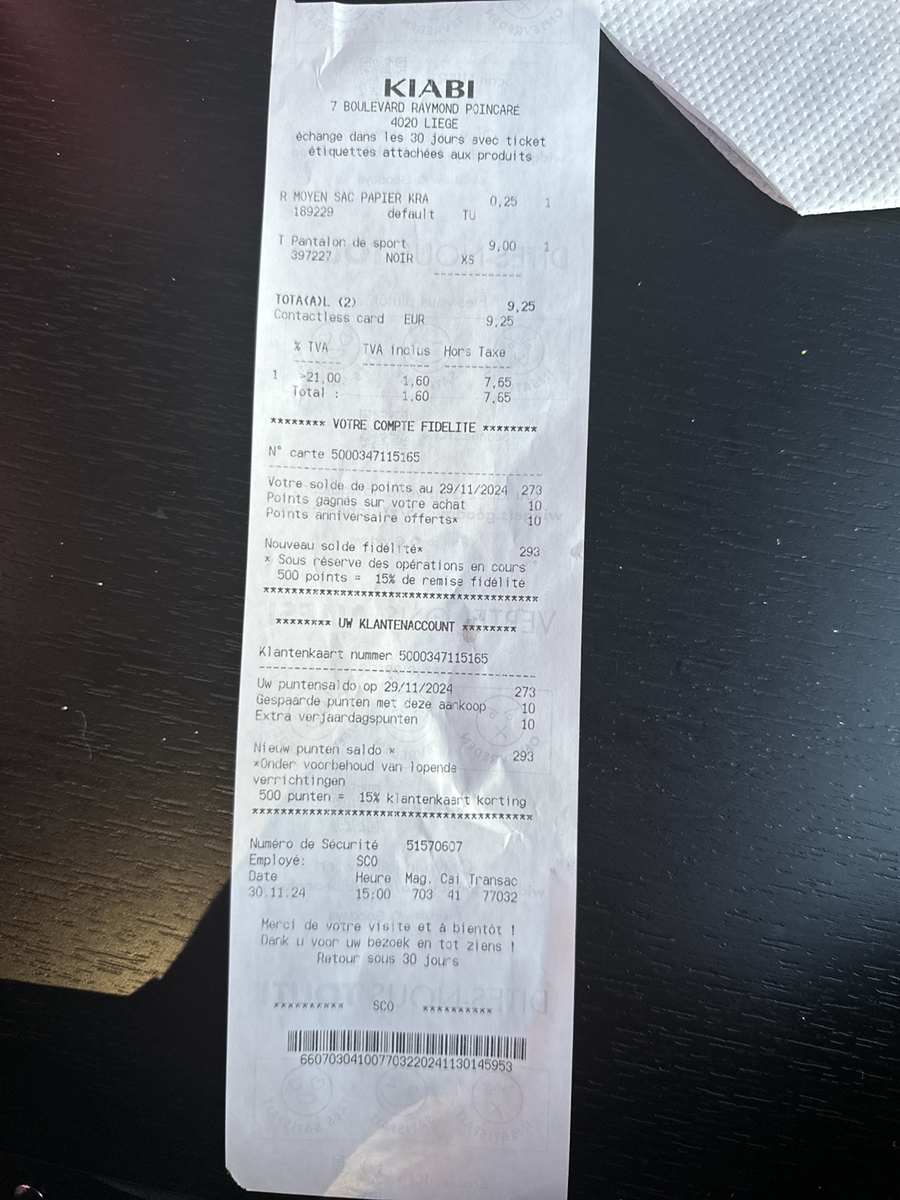 KIABI
7 BOULEVARD RAYMOND POINCARE
4020 LIEGE
échange dans les 30 jours avec ticket
étiquettes attachées aux produits
R MOYEN SAC PAPIER KRA 0,25 1
189229 default TU
T Pantalon de sport 9,00 1
397227 NOIR XS
------------
TOTA(A)L (2) 9,25
Contactless card EUR 9,25
% TVA TVA inclus Hors Taxe
------- ---------- ----------
1 >21,00 1,60 7,65
Total : 1,60 7,65
******** VOTRE COMPTE FIDELITE ********
N° carte 5000347115165
----------------------------------------
Votre solde de points au 29/11/2024 273
Points gagnés sur votre achat 10
Points anniversaire offerts* 10
Nouveau solde fidélité* 293
* Sous réserve des opérations en cours
500 points = 15% de remise fidélité
****************************************
******** UW KLANTENACCOUNT ********
Klantenkaart nummer 5000347115165
----------------------------------------
Uw puntensaldo op 29/11/2024 273
Gespaarde punten met deze aankoop 10
Extra verjaardagspunten 10
Nieuw punten saldo * 293
*Onder voorbehoud van lopende
verrichtingen
500 punten = 15% klantenkaart korting
****************************************
Numéro de Sécurité 51570607
Employé: SCO
Date Heure Mag. Cai Transac
30.11.24 15:00 703 41 77032
Merci de votre visite et à bientôt !
Dank u voor uw bezoek en tot ziens !
Retour sous 30 jours
********** SCO **********
660703041007703220241130145953